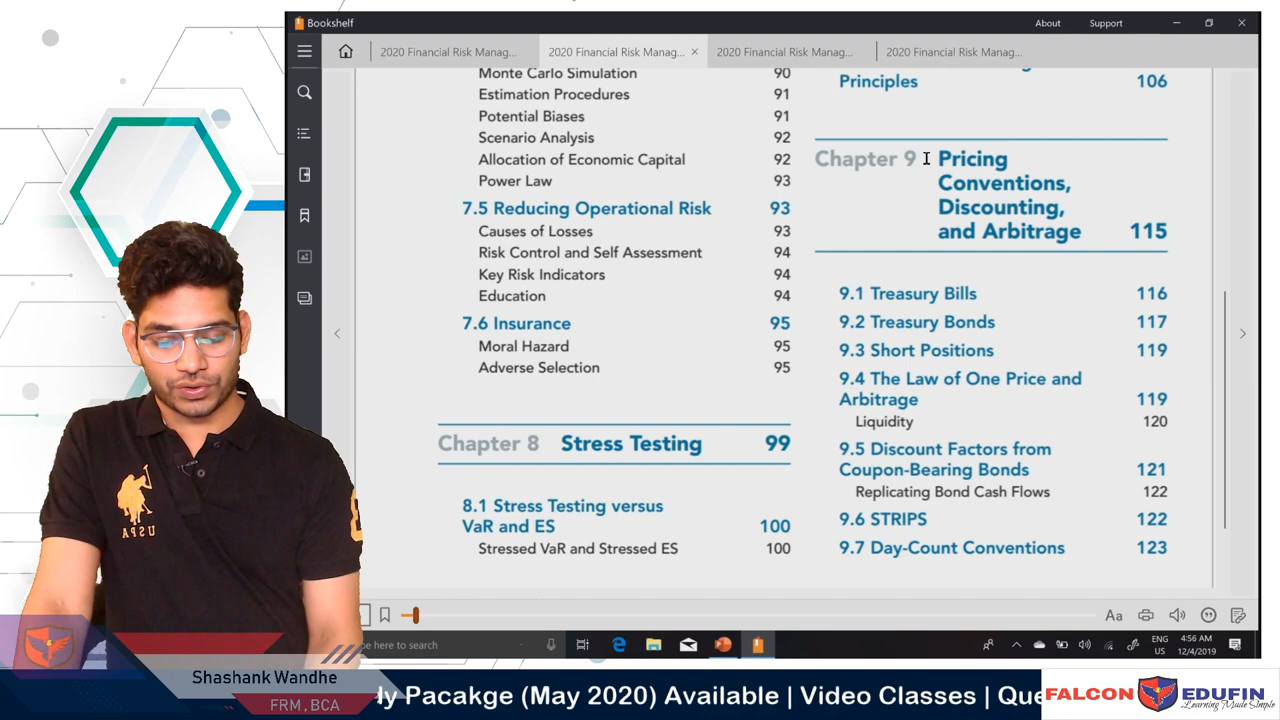 Bookshelf
About
Support
2020 Financial Risk Manag...
2020 Financial Risk Manag...
2020 Financial Risk Manag...
2020 Financial Risk Manag...
Monte Carlo Simulation 90
Estimation Procedures 91
Potential Biases 91
Scenario Analysis 92
Allocation of Economic Capital 92
Power Law 93
7.5 Reducing Operational Risk 93
Causes of Losses 93
Risk Control and Self Assessment 94
Key Risk Indicators 94
Education 94
7.6 Insurance 95
Moral Hazard 95
Adverse Selection 95
Chapter 8 Stress Testing 99
8.1 Stress Testing versus
VaR and ES 100
Stressed VaR and Stressed ES 100
Principles 106
Chapter 9 Pricing
Conventions,
Discounting,
and Arbitrage 115
9.1 Treasury Bills 116
9.2 Treasury Bonds 117
9.3 Short Positions 119
9.4 The Law of One Price and
Arbitrage 119
Liquidity 120
9.5 Discount Factors from
Coupon-Bearing Bonds 121
Replicating Bond Cash Flows 122
9.6 STRIPS 122
9.7 Day-Count Conventions 123
Aa
pe here to search
ENG
US
4:56 AM
12/4/2019
USPA
Shashank Wandhe
FRM, BCA
dy Pacakge (May 2020) Available | Video Classes | Que
FALCON EDUFIN
Learning Made Simple